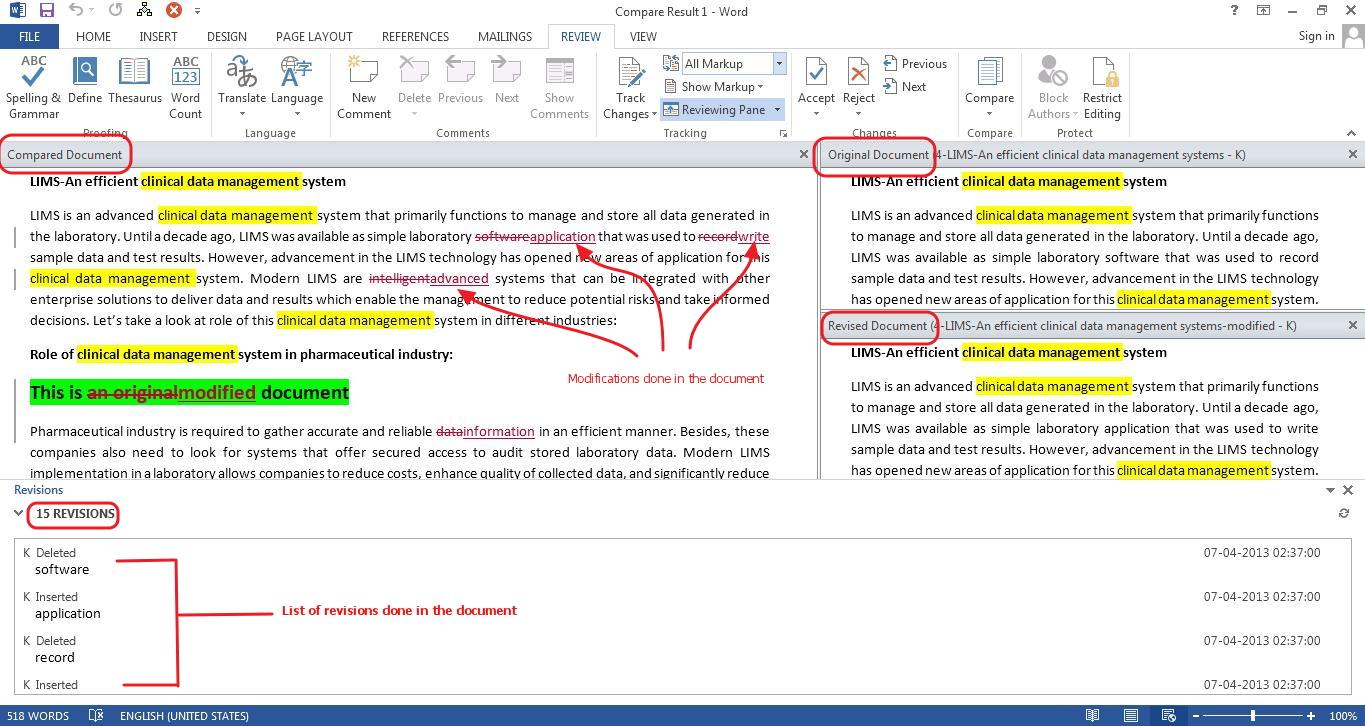 Compare Result 1 - Word
?
FILE HOME INSERT DESIGN PAGE LAYOUT REFERENCES MAILINGS REVIEW VIEW Sign in
ABC Spelling & Grammar
Define
Thesaurus
ABC 123 Word Count
Translate
Language
New Comment
Delete
Previous
Next
Show Comments
Track Changes
All Markup
Show Markup
Reviewing Pane
Accept
Reject
Previous
Next
Compare
Block Authors
Restrict Editing
Proofing Language Comments Tracking Changes Compare Protect
Compared Document
LIMS-An efficient clinical data management system
LIMS is an advanced clinical data management system that primarily functions to manage and store all data generated in
the laboratory. Until a decade ago, LIMS was available as simple laboratory softwareapplication that was used to recordwrite
sample data and test results. However, advancement in the LIMS technology has opened new areas of application for this
clinical data management system. Modern LIMS are intelligentadvanced systems that can be integrated with other
enterprise solutions to deliver data and results which enable the management to reduce potential risks and take informed
decisions. Let's take a look at role of this clinical data management system in different industries:
Role of clinical data management system in pharmaceutical industry:
Modifications done in the document
This is an originalmodified document
Pharmaceutical industry is required to gather accurate and reliable datainformation in an efficient manner. Besides, these
companies also need to look for systems that offer secured access to audit stored laboratory data. Modern LIMS
implementation in a laboratory allows companies to reduce costs, enhance quality of collected data, and significantly reduce
Original Document (4-LIMS-An efficient clinical data management systems - K)
LIMS-An efficient clinical data management system
LIMS is an advanced clinical data management system that primarily functions
to manage and store all data generated in the laboratory. Until a decade ago,
LIMS was available as simple laboratory software that was used to record
sample data and test results. However, advancement in the LIMS technology
has opened new areas of application for this clinical data management system.
Revised Document (4-LIMS-An efficient clinical data management systems-modified - K)
LIMS-An efficient clinical data management system
LIMS is an advanced clinical data management system that primarily functions
to manage and store all data generated in the laboratory. Until a decade ago,
LIMS was available as simple laboratory application that was used to write
sample data and test results. However, advancement in the LIMS technology
has opened new areas of application for this clinical data management system.
Revisions
15 REVISIONS
K Deleted 07-04-2013 02:37:00
software
K Inserted 07-04-2013 02:37:00
application
List of revisions done in the document
K Deleted 07-04-2013 02:37:00
record
K Inserted 07-04-2013 02:37:00
518 WORDS ENGLISH (UNITED STATES) 100%